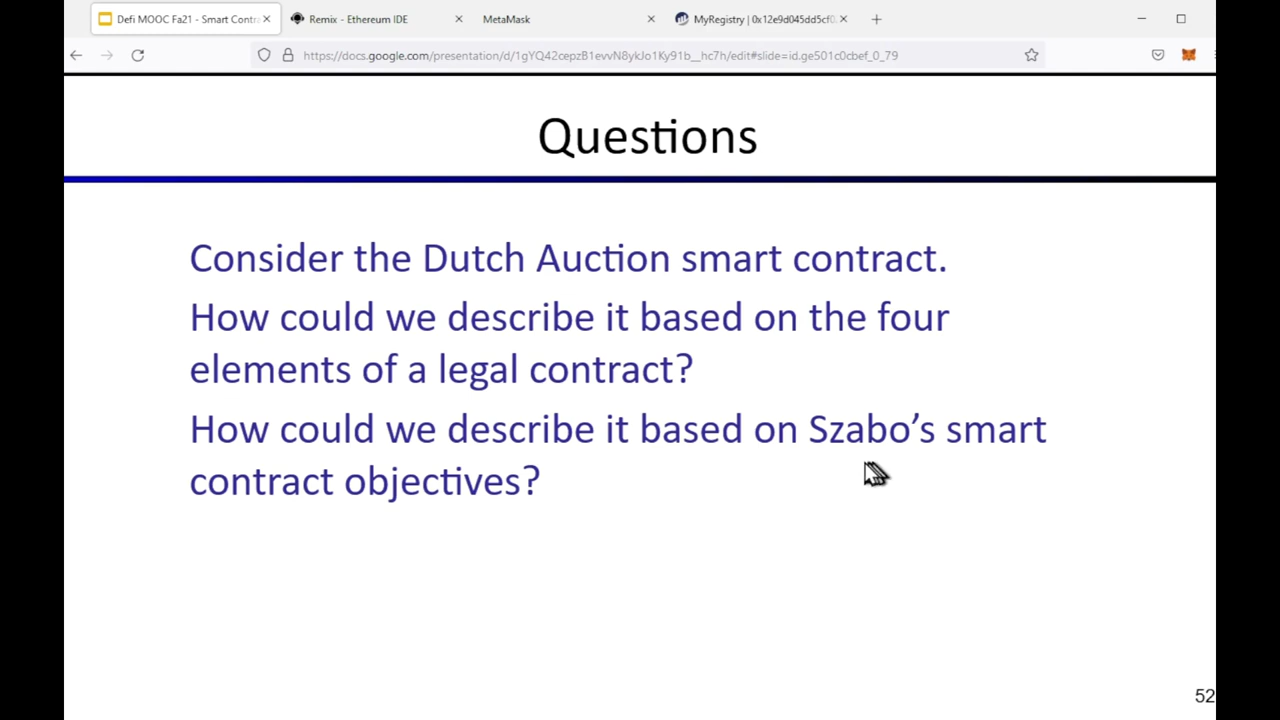 Defi MOOC Fa21 - Smart Contra
Remix - Ethereum IDE
MetaMask
MyRegistry | 0x12e9d045dd5cf0
https://docs.google.com/presentation/d/1gYQ42cepzB1evvN8ykJo1Ky91b__hc7h/edit#slide=id.ge501c0cbef_0_79
Questions
Consider the Dutch Auction smart contract.
How could we describe it based on the four
elements of a legal contract?
How could we describe it based on Szabo’s smart
contract objectives?
52